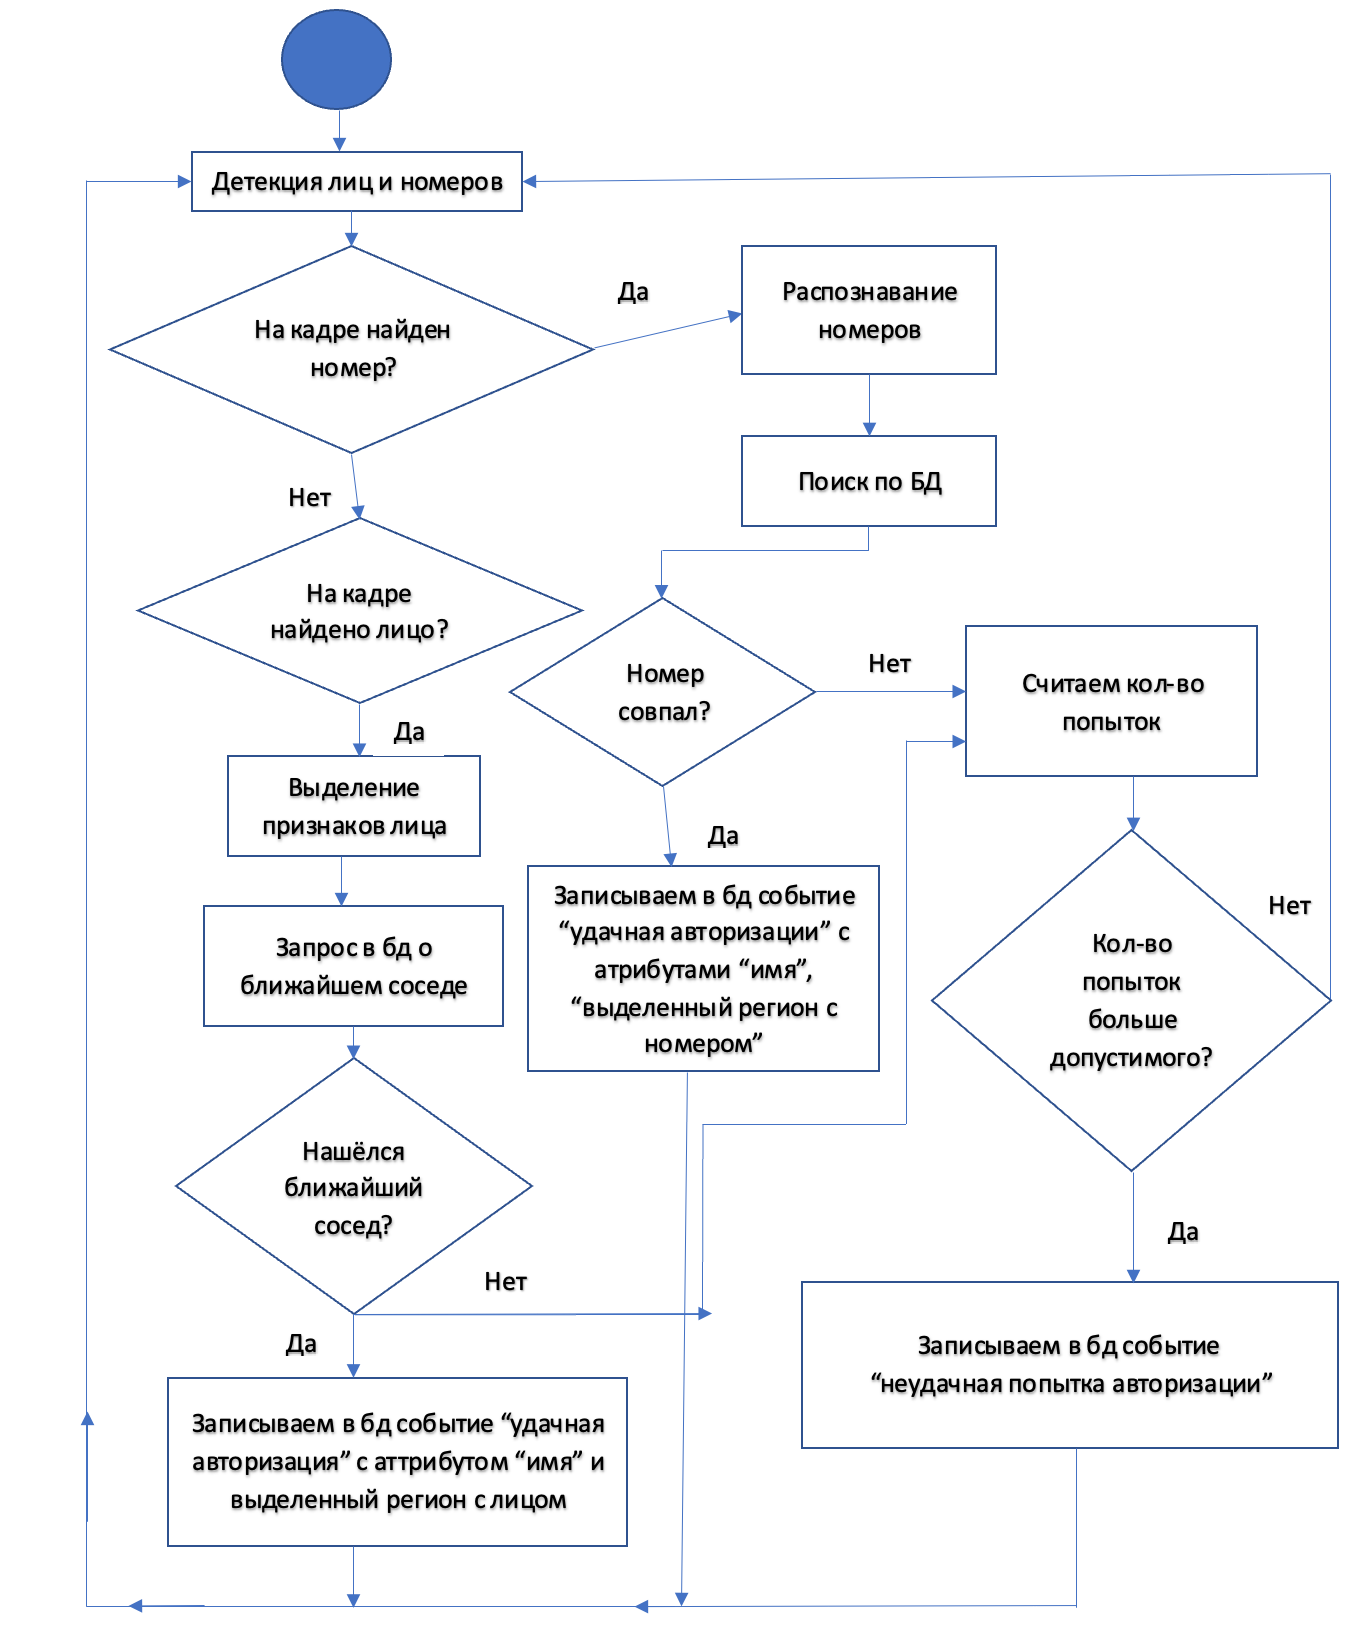 Детекция лиц и номеров
На кадре найден
номер?
Да
Распознавание
номеров
Поиск по БД
Нет
На кадре
найдено лицо?
Номер
совпал?
Нет
Считаем кол-во
попыток
Да
Выделение
признаков лица
Да
Записываем в бд событие
“удачная авторизации” с
атрибутами “имя”,
“выделенный регион с
номером”
Нет
Кол-во
попыток
больше
допустимого?
Запрос в бд о
ближайшем соседе
Нашёлся
ближайший
сосед?
Нет
Да
Да
Записываем в бд событие
“неудачная попытка авторизации”
Записываем в бд событие “удачная
авторизация” с аттрибутом “имя” и
выделенный регион с лицом